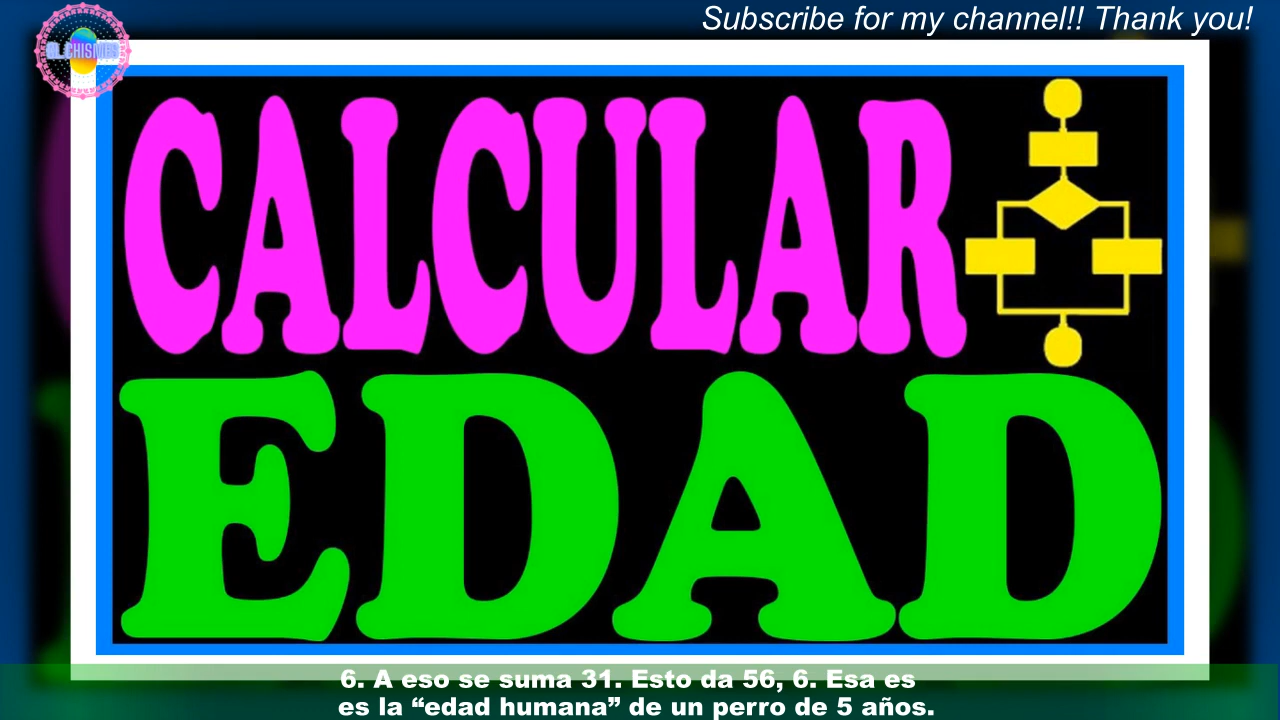 Subscribe for my channel!! Thank you!
CALCULAR
EDAD
6. A eso se suma 31. Esto da 56, 6. Esa es
es la “edad humana” de un perro de 5 años.